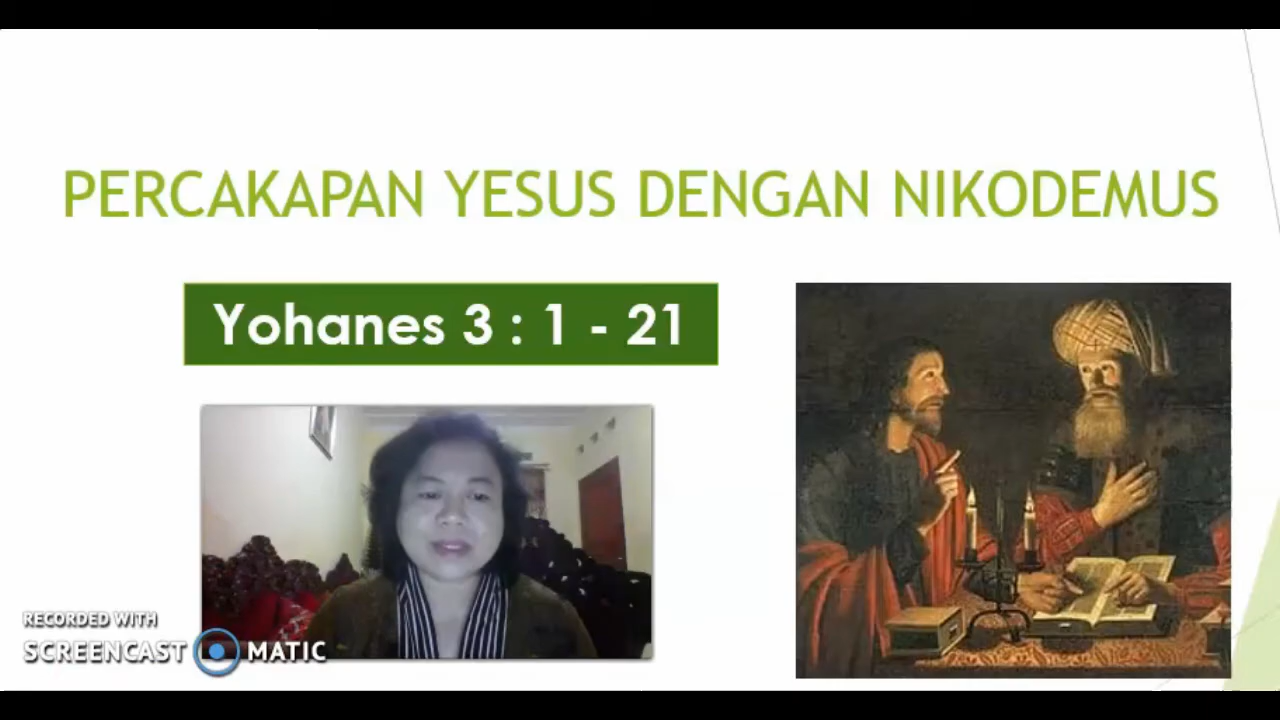 PERCAKAPAN YESUS DENGAN NIKODEMUS
Yohanes 3 : 1 - 21
RECORDED WITH
SCREENCAST MATIC